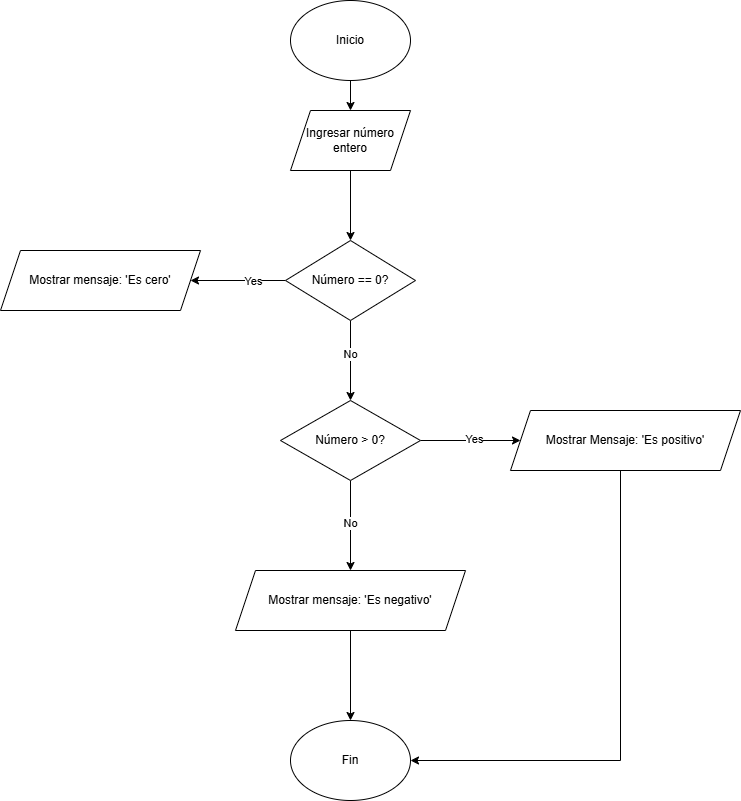 Inicio
Ingresar número
entero
Número == 0?
Yes
Mostrar mensaje: 'Es cero'
No
Número > 0?
Yes
Mostrar Mensaje: 'Es positivo'
No
Mostrar mensaje: 'Es negativo'
Fin